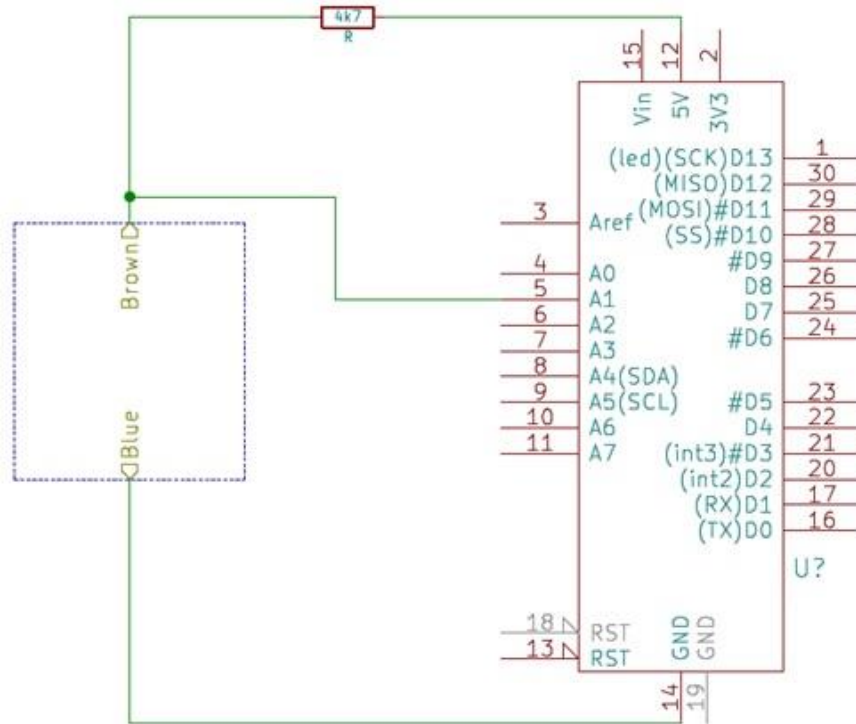 4k7
R
15
12
2
Vin
5V
3V3
(led)(SCK)D13
1
(MISO)D12
30
3
Aref
(MOSI)#D11
29
(SS)#D10
28
#D9
27
4
A0
D8
26
5
A1
D7
25
6
A2
#D6
24
7
A3
8
A4(SDA)
9
A5(SCL)
#D5
23
10
A6
D4
22
11
A7
(int3)#D3
21
(int2)D2
20
(RX)D1
17
(TX)D0
16
Brown
Blue
U?
18
RST
13
RST
GND
GND
14
19